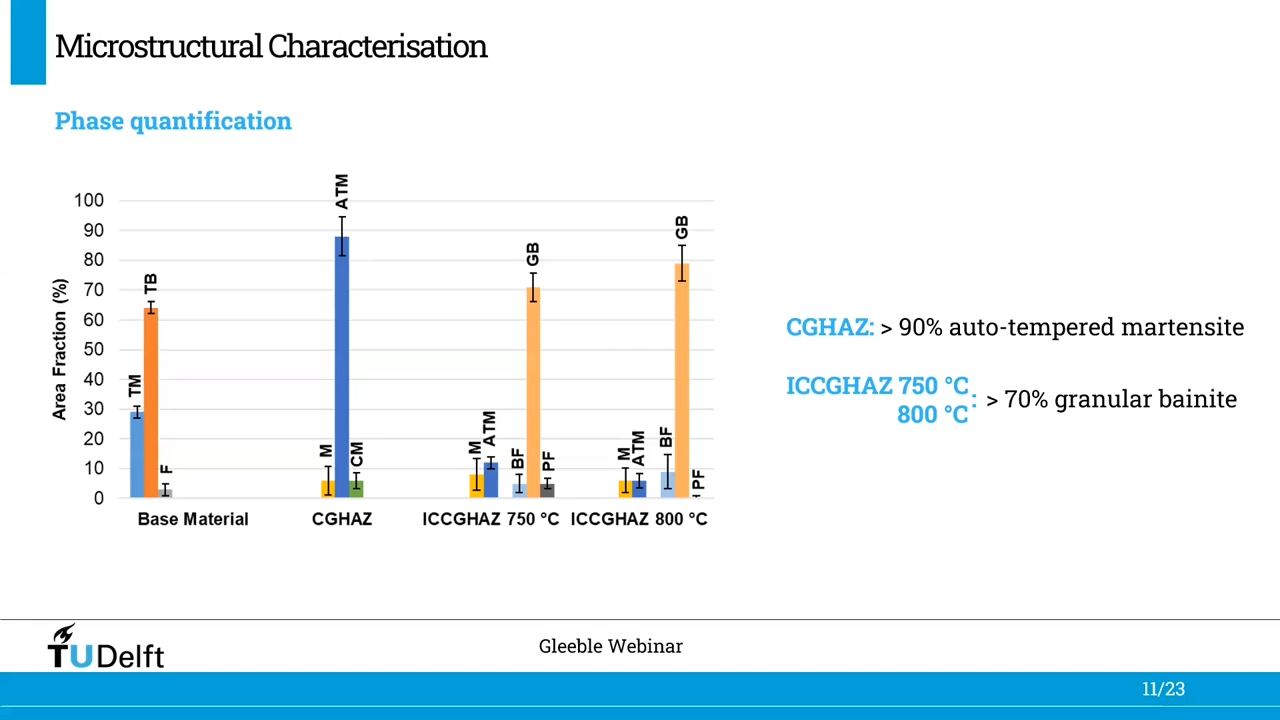 Microstructural Characterisation
Phase quantification
Area Fraction (%)
100
90
80
70
60
50
40
30
20
10
0
TM
TB
F
M
ATM
CM
M
ATM
BF
GB
PF
M
ATM
BF
GB
PF
Base Material
CGHAZ
ICCGHAZ 750 °C
ICCGHAZ 800 °C
CGHAZ: > 90% auto-tempered martensite
ICCGHAZ 750 °C
800 °C
: > 70% granular bainite
TUDelft
Gleeble Webinar
11/23